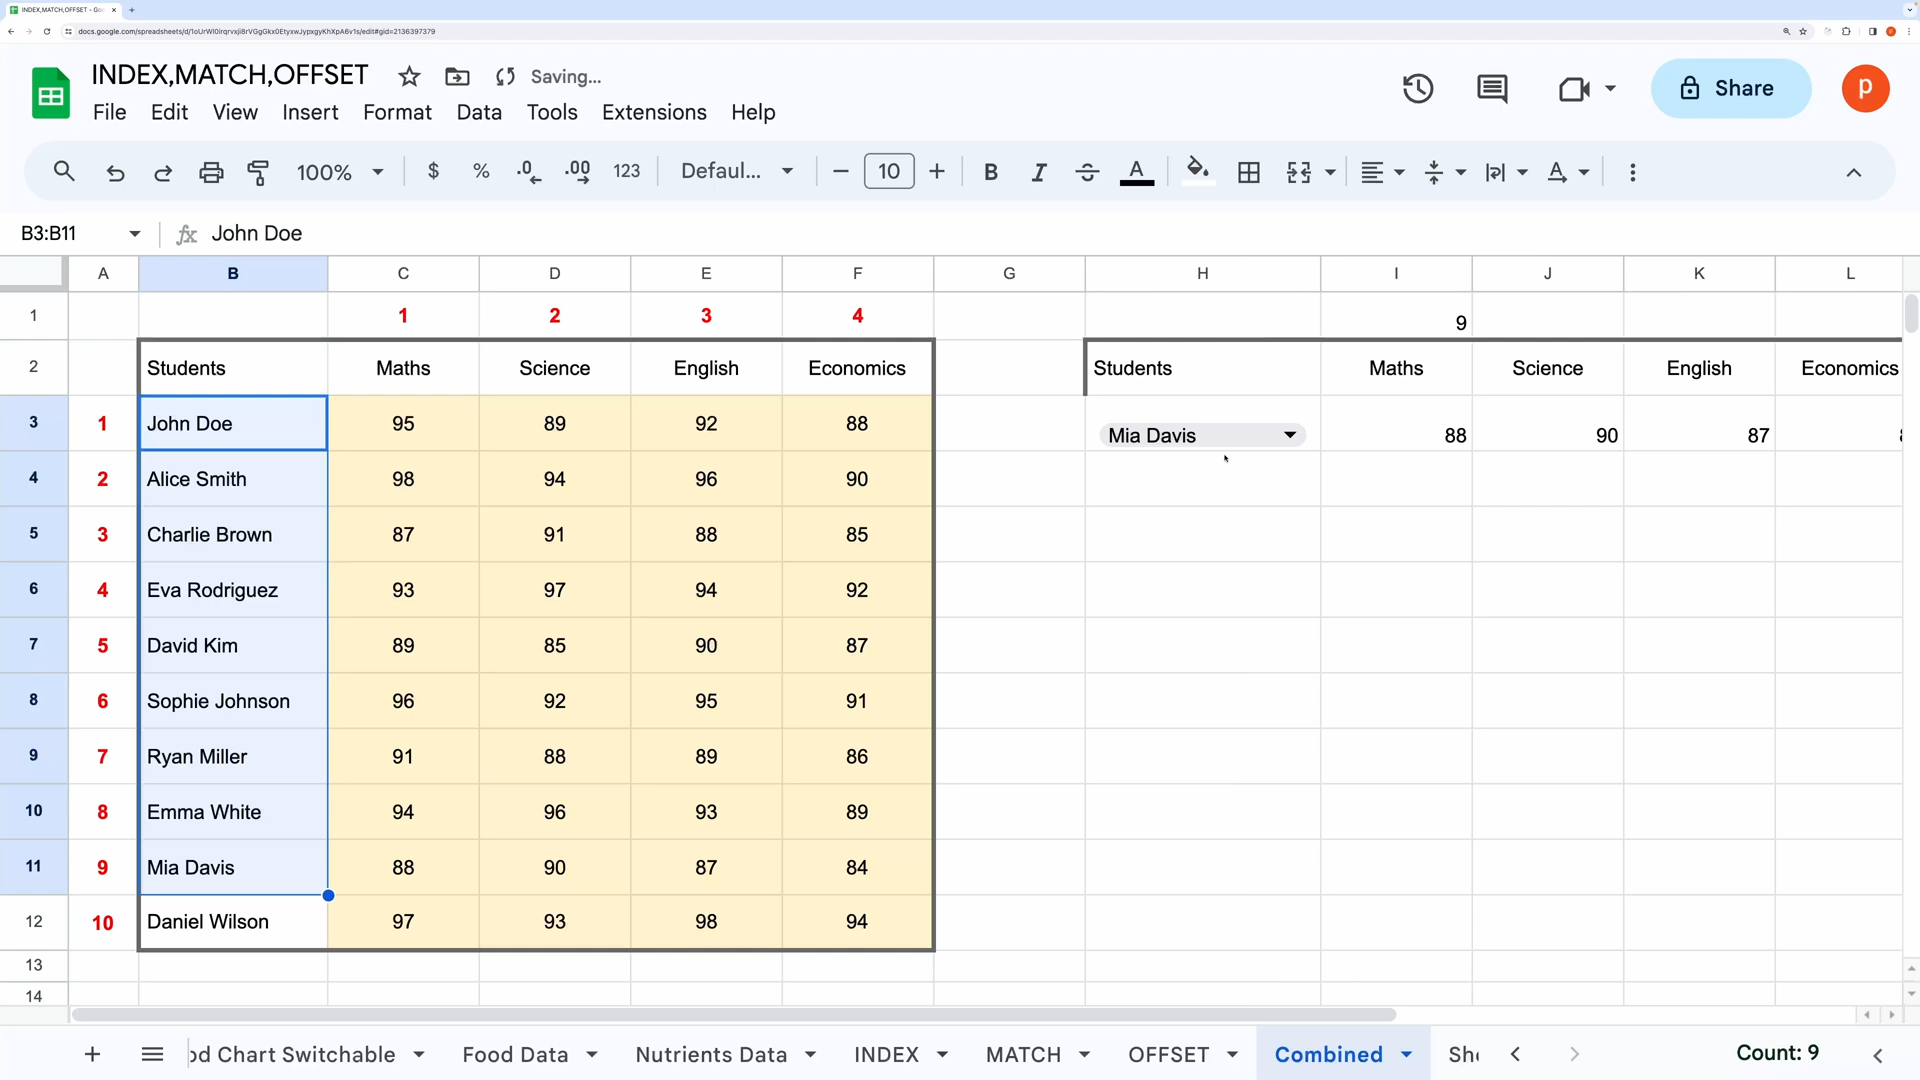 INDEX,MATCH,OFFSET - Goo
docs.google.com/spreadsheets/d/1oUrWI0irqrvxji8rVGgGkx0EtyxwJypxgyKhXpA6v1s/edit#gid=2136397379
INDEX,MATCH,OFFSET Saving...
File Edit View Insert Format Data Tools Extensions Help
Share
p
100% $ % .0 .00 123 Defaul... 10 B I A A
B3:B11 fx John Doe
A B C D E F G H I J K L
1 1 2 3 4 9
2 Students Maths Science English Economics Students Maths Science English Economics
3 1 John Doe 95 89 92 88 Mia Davis 88 90 87
4 2 Alice Smith 98 94 96 90
5 3 Charlie Brown 87 91 88 85
6 4 Eva Rodriguez 93 97 94 92
7 5 David Kim 89 85 90 87
8 6 Sophie Johnson 96 92 95 91
9 7 Ryan Miller 91 88 89 86
10 8 Emma White 94 96 93 89
11 9 Mia Davis 88 90 87 84
12 10 Daniel Wilson 97 93 98 94
13
14
od Chart Switchable Food Data Nutrients Data INDEX MATCH OFFSET Combined She Count: 9